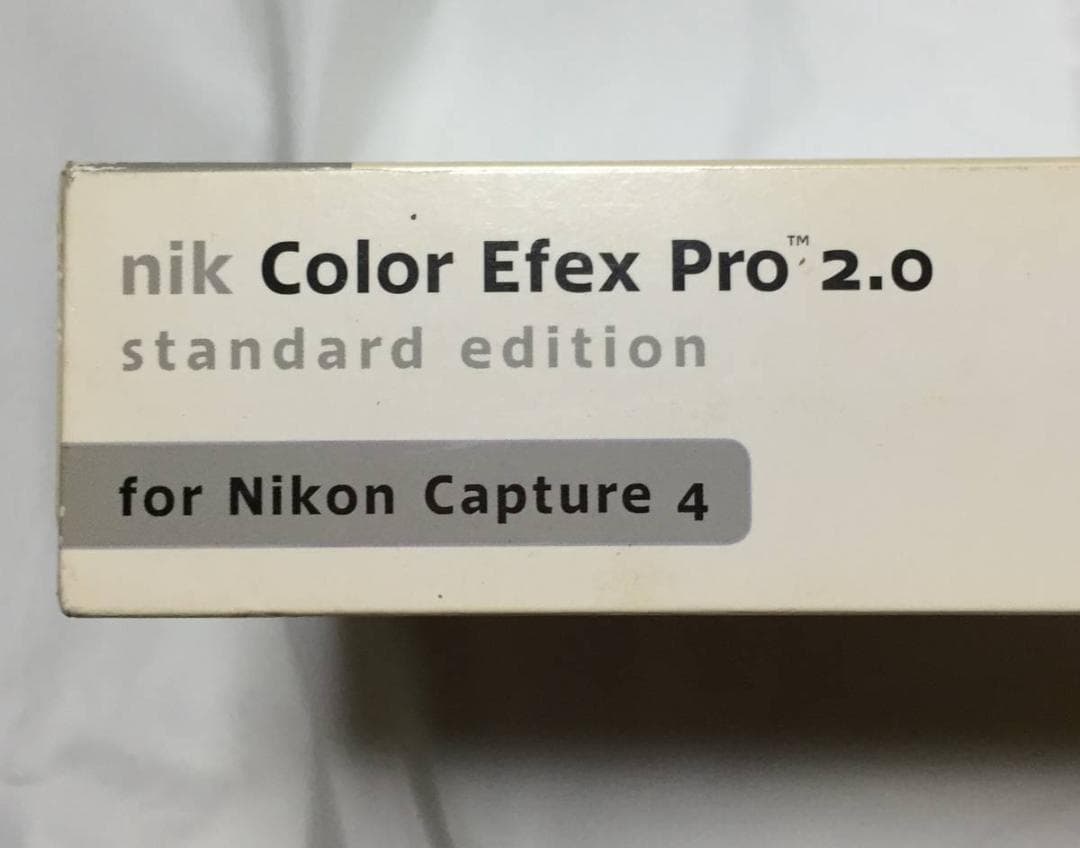 nik Color Efex Pro™ 2.0
standard edition
for Nikon Capture 4